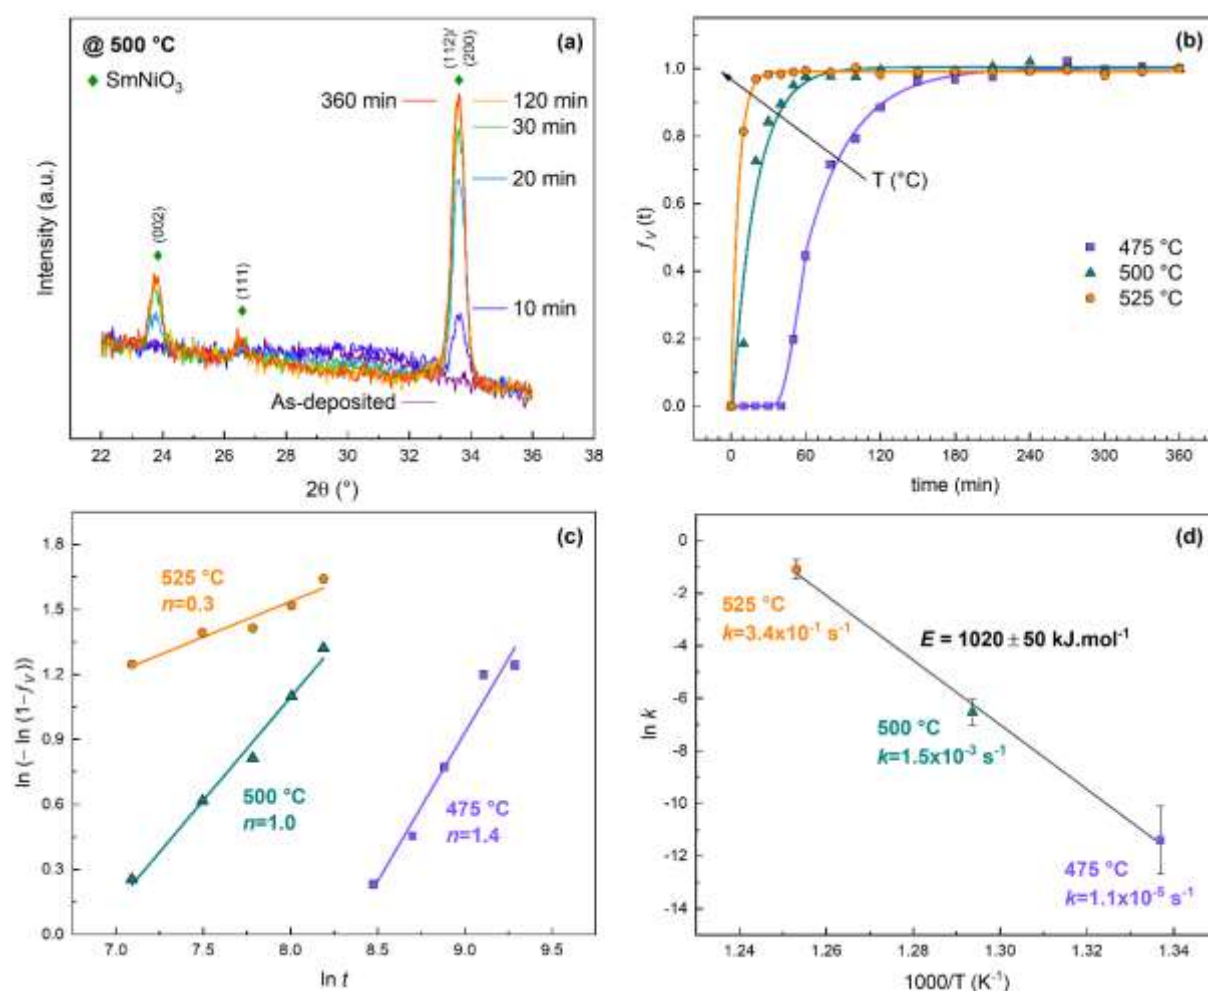 @ 500 °C
(a)
SmNiO3
(112)/
(200)
360 min
120 min
30 min
20 min
10 min
(002)
(111)
As-deposited
Intensity (a.u.)
22 24 26 28 30 32 34 36 38
2θ (°)
(b)
1.0
0.8
0.6
0.4
0.2
0.0
fV (t)
T (°C)
475 °C
500 °C
525 °C
0 60 120 180 240 300 360
time (min)
(c)
1.8
1.5
1.2
0.9
0.6
0.3
0.0
ln (− ln (1−fV))
525 °C
n=0.3
500 °C
n=1.0
475 °C
n=1.4
7.0 7.5 8.0 8.5 9.0 9.5
ln t
(d)
0
-2
-4
-6
-8
-10
-12
-14
ln k
525 °C
k=3.4x10-1 s-1
E = 1020 ± 50 kJ.mol-1
500 °C
k=1.5x10-3 s-1
475 °C
k=1.1x10-5 s-1
1.24 1.26 1.28 1.30 1.32 1.34
1000/T (K-1)